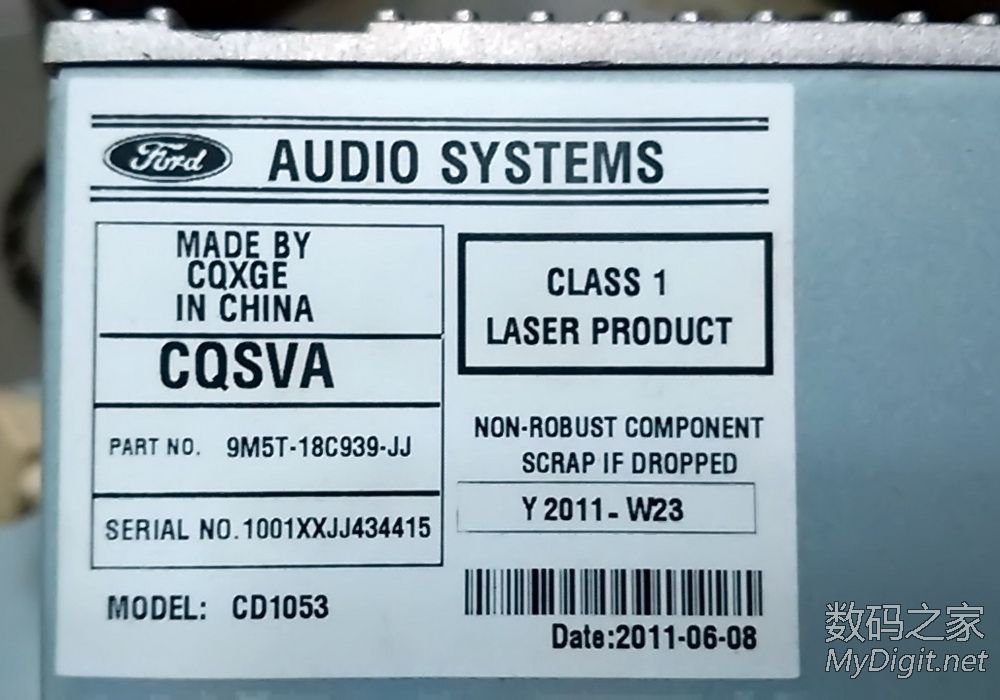 Ford AUDIO SYSTEMS
MADE BY
CQXGE
IN CHINA
CQSVA
PART NO. 9M5T-18C939-JJ
SERIAL NO.1001XXJJ434415
MODEL: CD1053
CLASS 1
LASER PRODUCT
NON-ROBUST COMPONENT
SCRAP IF DROPPED
Y 2011-W23
Date:2011-06-08
数码之家
MyDigit.net